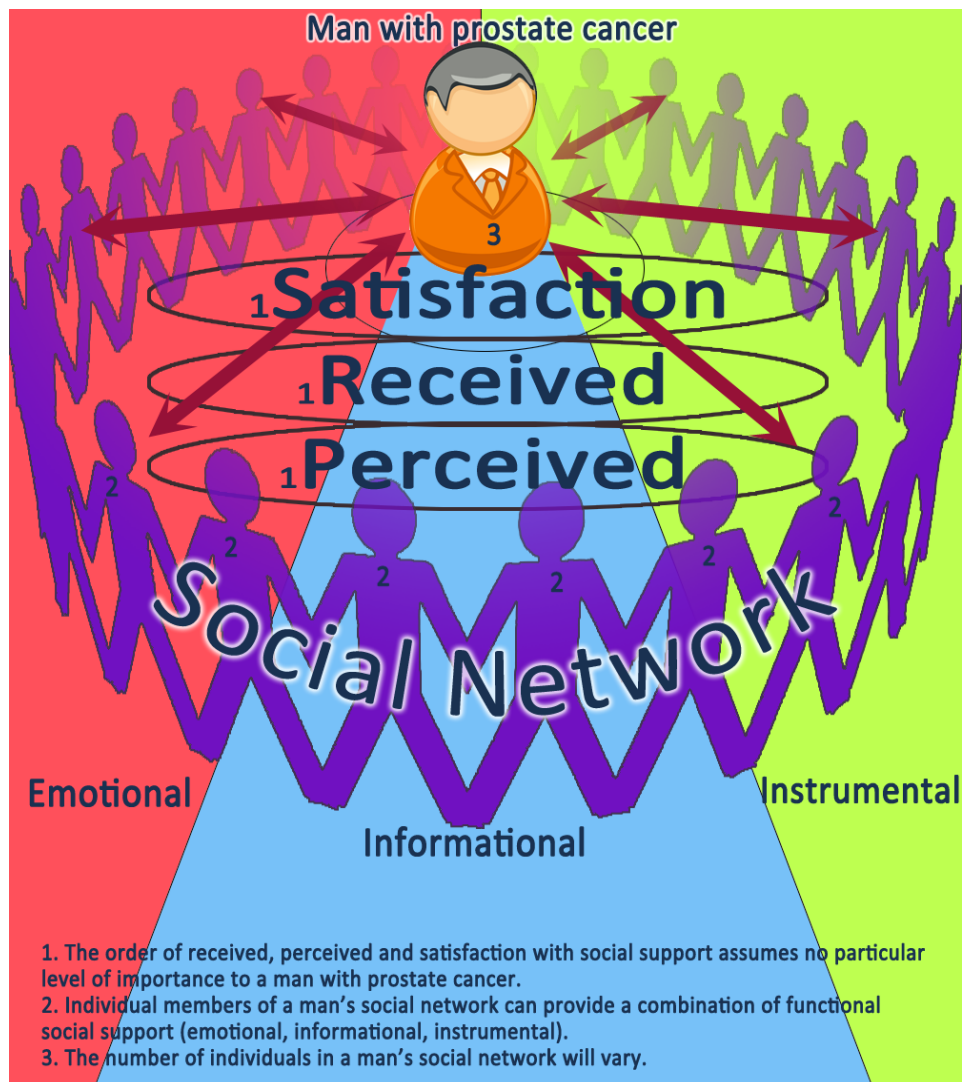 Man with prostate cancer
3
1Satisfaction
1Received
1Perceived
2 2 2 2 2 2
Social Network
Emotional
Instrumental
Informational
1. The order of received, perceived and satisfaction with social support assumes no particular
level of importance to a man with prostate cancer.
2. Individual members of a man's social network can provide a combination of functional
social support (emotional, informational, instrumental).
3. The number of individuals in a man's social network will vary.